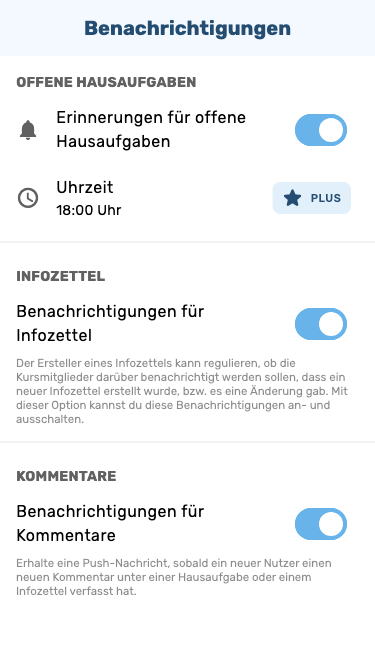 Benachrichtigungen
OFFENE HAUSAUFGABEN
Erinnerungen für offene
Hausaufgaben
Uhrzeit
18:00 Uhr
PLUS
INFOZETTEL
Benachrichtigungen für
Infozettel
Der Ersteller eines Infozettels kann regulieren, ob die
Kursmitglieder darüber benachrichtigt werden sollen, dass ein
neuer Infozettel erstellt wurde, bzw. es eine Änderung gab. Mit
dieser Option kannst du diese Benachrichtigungen an- und
ausschalten.
KOMMENTARE
Benachrichtigungen für
Kommentare
Erhalte eine Push-Nachricht, sobald ein neuer Nutzer einen
neuen Kommentar unter einer Hausaufgabe oder einem
Infozettel verfasst hat.